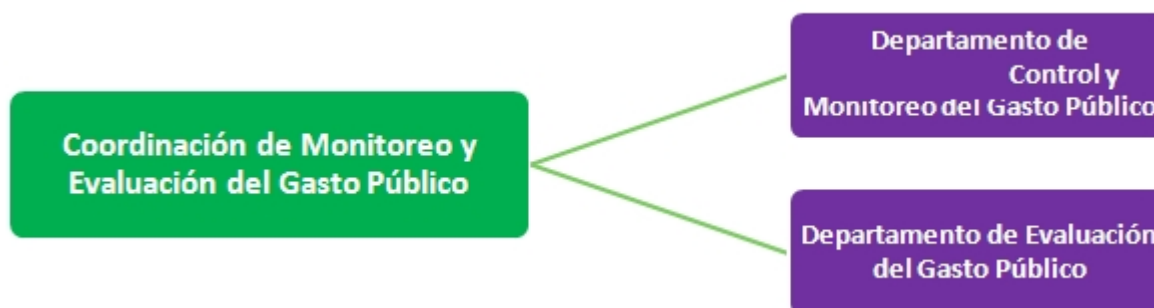 Coordinación de Monitoreo y
Evaluación del Gasto Público
Departamento de
Control y
Monitoreo del Gasto Público
Departamento de Evaluación
del Gasto Público